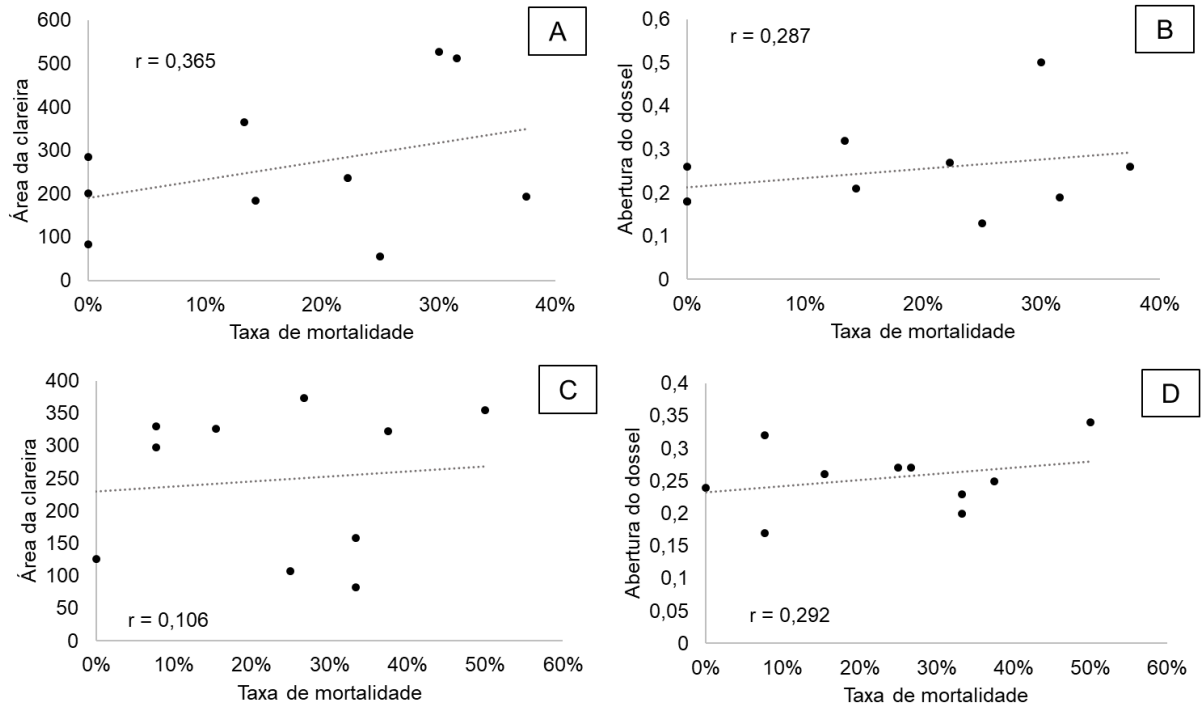 A
r = 0,365
Área da clareira
600
500
400
300
200
100
0
0% 10% 20% 30% 40%
Taxa de mortalidade
B
r = 0,287
Abertura do dossel
0,6
0,5
0,4
0,3
0,2
0,1
0
0% 10% 20% 30% 40%
Taxa de mortalidade
C
Área da clareira
400
350
300
250
200
150
100
50
0
r = 0,106
0% 10% 20% 30% 40% 50% 60%
Taxa de mortalidade
D
Abertura do dossel
0,4
0,35
0,3
0,25
0,2
0,15
0,1
0,05
0
r = 0,292
0% 10% 20% 30% 40% 50% 60%
Taxa de mortalidade